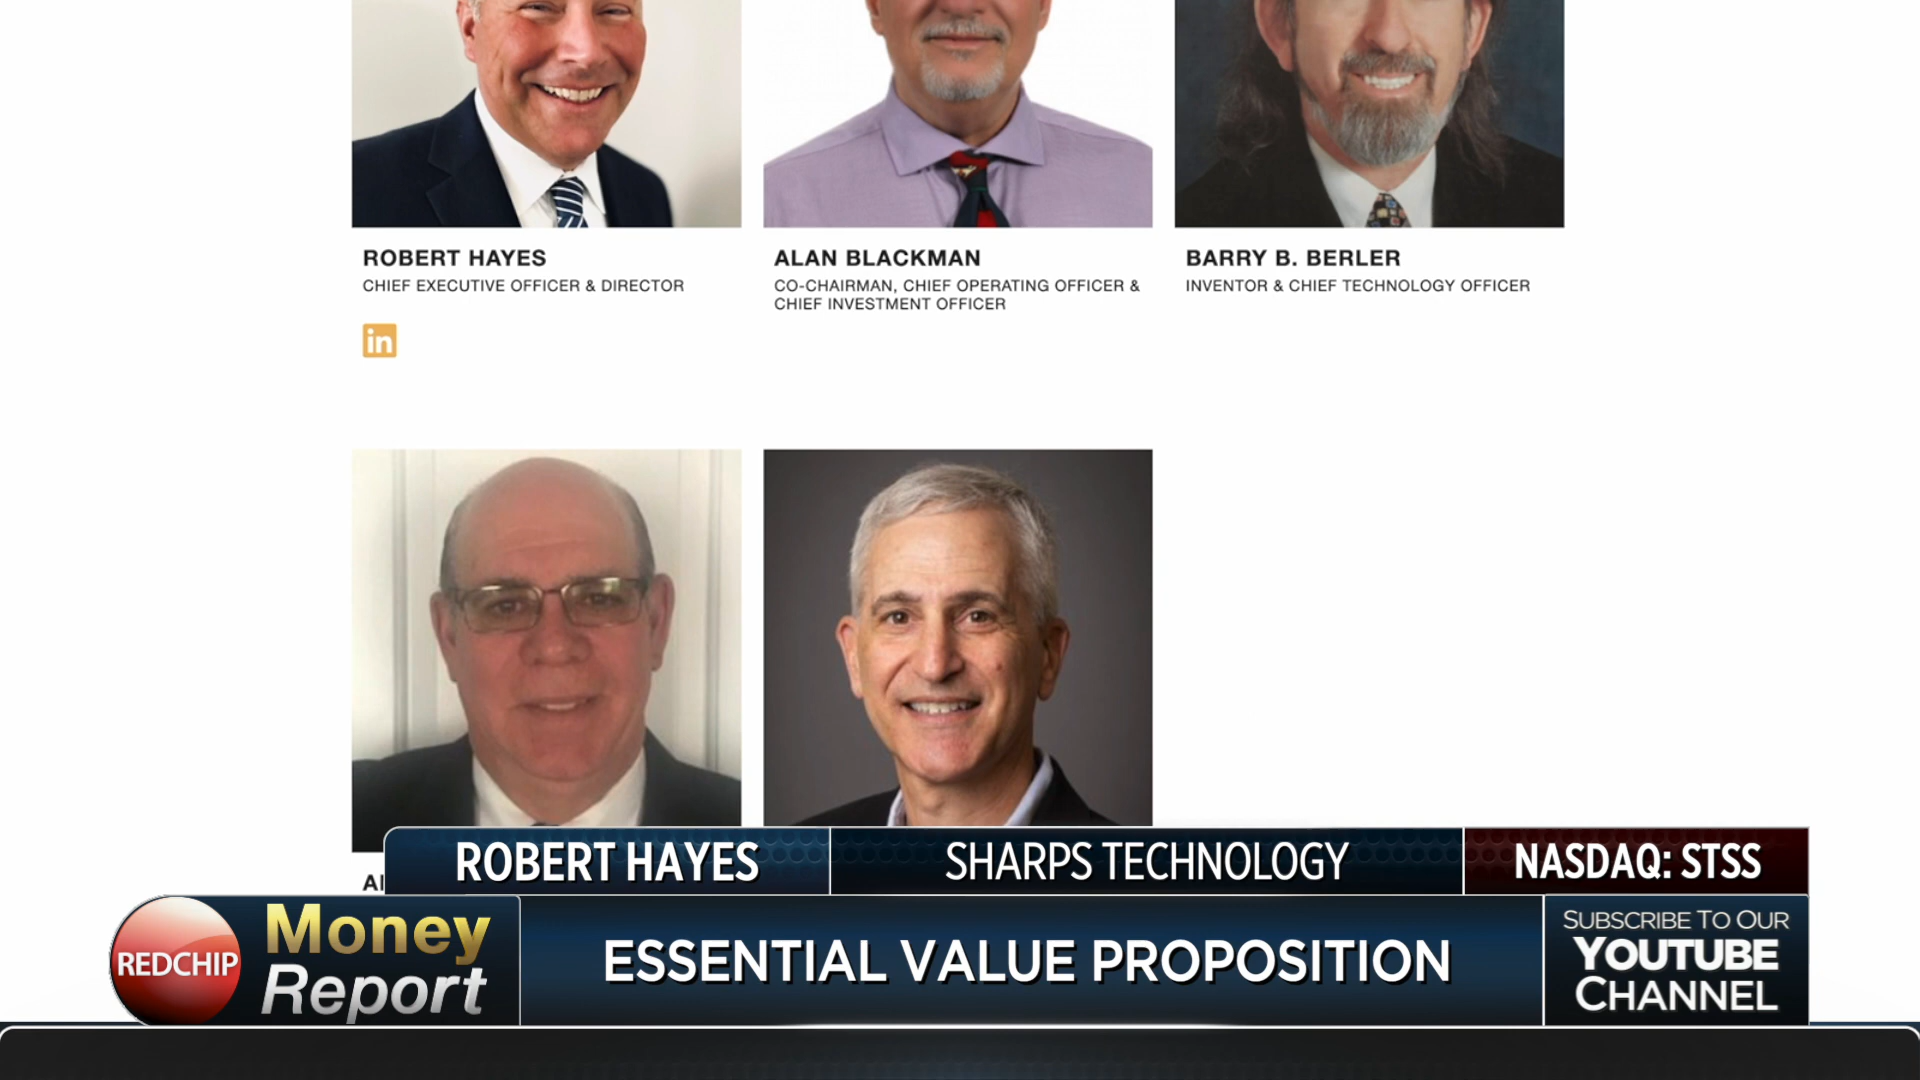 ROBERT HAYES
CHIEF EXECUTIVE OFFICER & DIRECTOR
in
ALAN BLACKMAN
CO-CHAIRMAN, CHIEF OPERATING OFFICER &
CHIEF INVESTMENT OFFICER
BARRY B. BERLER
INVENTOR & CHIEF TECHNOLOGY OFFICER
ROBERT HAYES
SHARPS TECHNOLOGY
NASDAQ: STSS
REDCHIP
Money
Report
ESSENTIAL VALUE PROPOSITION
SUBSCRIBE TO OUR
YOUTUBE
CHANNEL